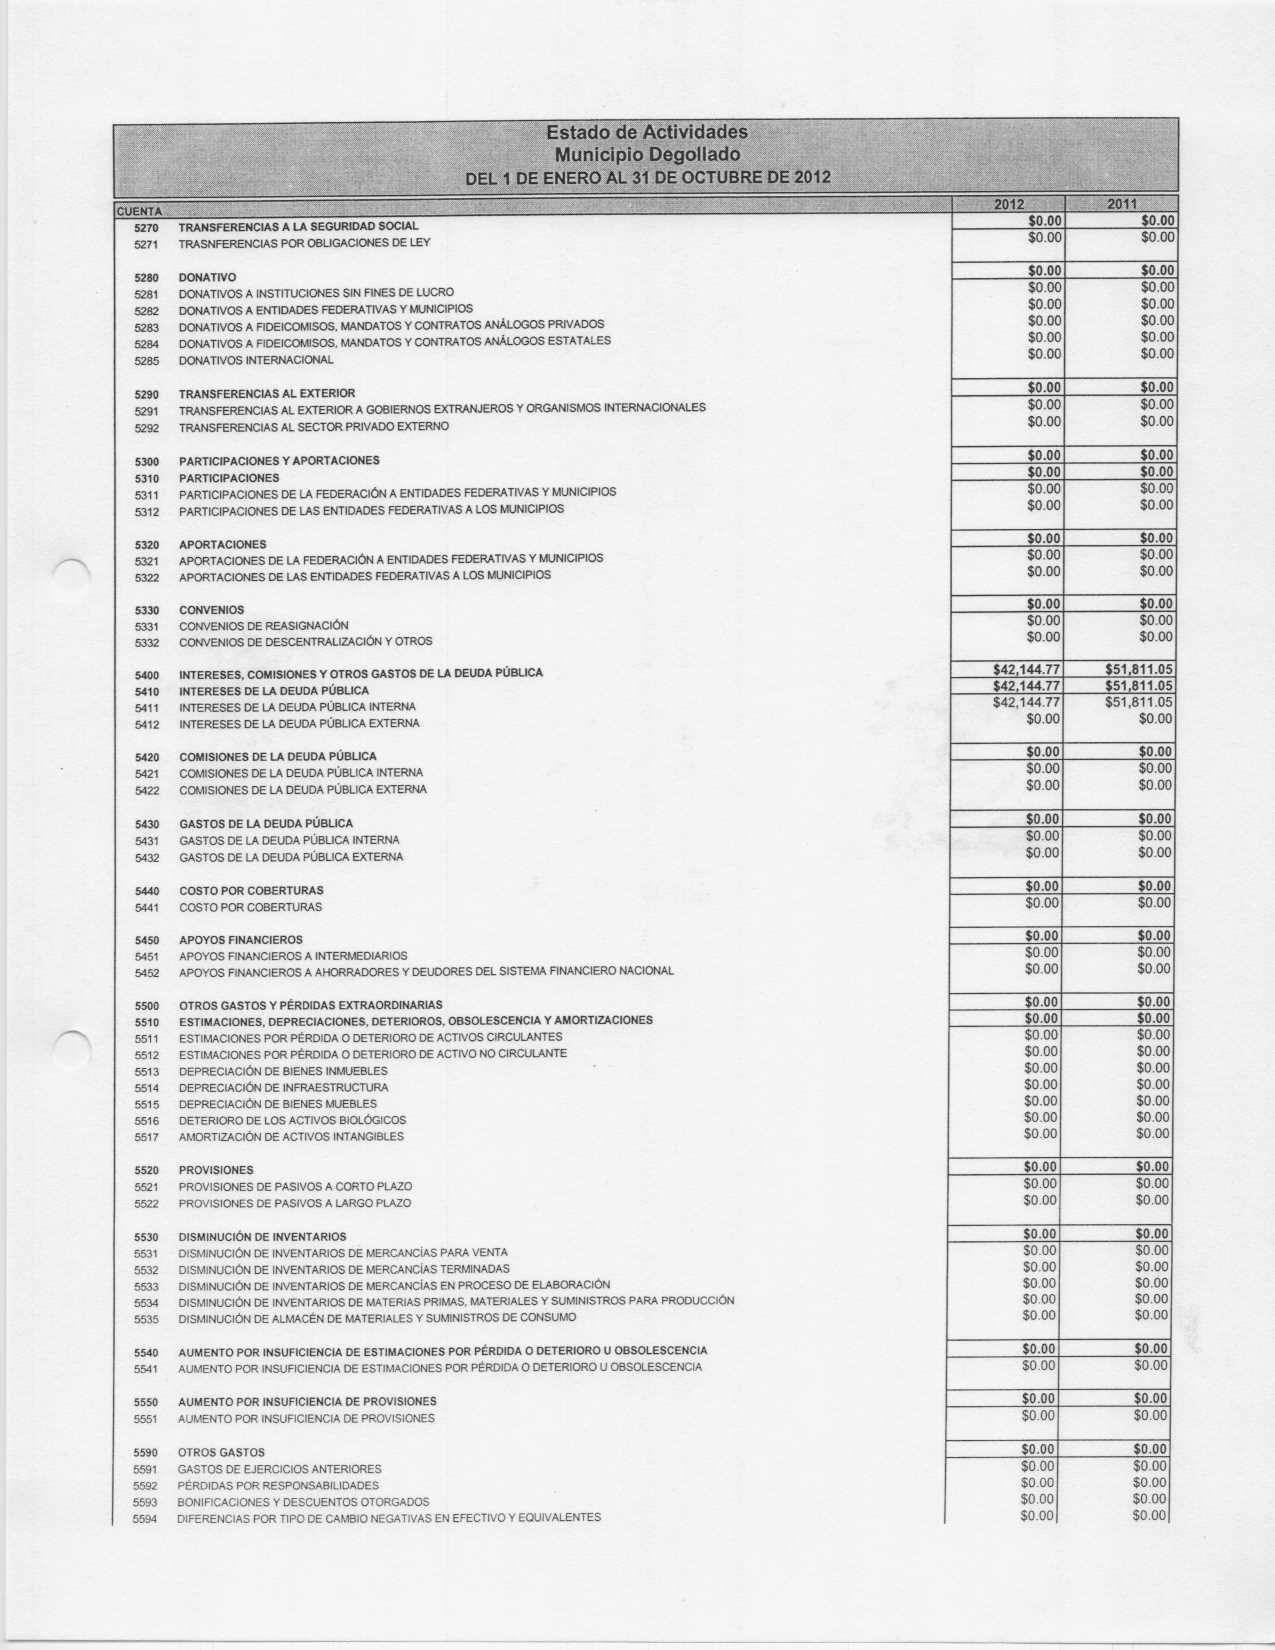 Estado de Actividades
Municipio Degollado
DEL 1 DE ENERO AL 31 DE OCTUBRE DE 2012
CUENTA 2012 2011
5270 TRANSFERENCIAS A LA SEGURIDAD SOCIAL $0.00 $0.00
5271 TRASNFERENCIAS POR OBLIGACIONES DE LEY $0.00 $0.00
5280 DONATIVO $0.00 $0.00
5281 DONATIVOS A INSTITUCIONES SIN FINES DE LUCRO $0.00 $0.00
5282 DONATIVOS A ENTIDADES FEDERATIVAS Y MUNICIPIOS $0.00 $0.00
5283 DONATIVOS A FIDEICOMISOS, MANDATOS Y CONTRATOS ANÁLOGOS PRIVADOS $0.00 $0.00
5284 DONATIVOS A FIDEICOMISOS, MANDATOS Y CONTRATOS ANÁLOGOS ESTATALES $0.00 $0.00
5285 DONATIVOS INTERNACIONAL $0.00 $0.00
5290 TRANSFERENCIAS AL EXTERIOR $0.00 $0.00
5291 TRANSFERENCIAS AL EXTERIOR A GOBIERNOS EXTRANJEROS Y ORGANISMOS INTERNACIONALES $0.00 $0.00
5292 TRANSFERENCIAS AL SECTOR PRIVADO EXTERNO $0.00 $0.00
5300 PARTICIPACIONES Y APORTACIONES $0.00 $0.00
5310 PARTICIPACIONES $0.00 $0.00
5311 PARTICIPACIONES DE LA FEDERACIÓN A ENTIDADES FEDERATIVAS Y MUNICIPIOS $0.00 $0.00
5312 PARTICIPACIONES DE LAS ENTIDADES FEDERATIVAS A LOS MUNICIPIOS $0.00 $0.00
5320 APORTACIONES $0.00 $0.00
5321 APORTACIONES DE LA FEDERACIÓN A ENTIDADES FEDERATIVAS Y MUNICIPIOS $0.00 $0.00
5322 APORTACIONES DE LAS ENTIDADES FEDERATIVAS A LOS MUNICIPIOS $0.00 $0.00
5330 CONVENIOS $0.00 $0.00
5331 CONVENIOS DE REASIGNACIÓN $0.00 $0.00
5332 CONVENIOS DE DESCENTRALIZACIÓN Y OTROS $0.00 $0.00
5400 INTERESES, COMISIONES Y OTROS GASTOS DE LA DEUDA PÚBLICA $42,144.77 $51,811.05
5410 INTERESES DE LA DEUDA PÚBLICA $42,144.77 $51,811.05
5411 INTERESES DE LA DEUDA PÚBLICA INTERNA $42,144.77 $51,811.05
5412 INTERESES DE LA DEUDA PÚBLICA EXTERNA $0.00 $0.00
5420 COMISIONES DE LA DEUDA PÚBLICA $0.00 $0.00
5421 COMISIONES DE LA DEUDA PÚBLICA INTERNA $0.00 $0.00
5422 COMISIONES DE LA DEUDA PÚBLICA EXTERNA $0.00 $0.00
5430 GASTOS DE LA DEUDA PÚBLICA $0.00 $0.00
5431 GASTOS DE LA DEUDA PÚBLICA INTERNA $0.00 $0.00
5432 GASTOS DE LA DEUDA PÚBLICA EXTERNA $0.00 $0.00
5440 COSTO POR COBERTURAS $0.00 $0.00
5441 COSTO POR COBERTURAS $0.00 $0.00
5450 APOYOS FINANCIEROS $0.00 $0.00
5451 APOYOS FINANCIEROS A INTERMEDIARIOS $0.00 $0.00
5452 APOYOS FINANCIEROS A AHORRADORES Y DEUDORES DEL SISTEMA FINANCIERO NACIONAL $0.00 $0.00
5500 OTROS GASTOS Y PÉRDIDAS EXTRAORDINARIAS $0.00 $0.00
5510 ESTIMACIONES, DEPRECIACIONES, DETERIOROS, OBSOLESCENCIA Y AMORTIZACIONES $0.00 $0.00
5511 ESTIMACIONES POR PÉRDIDA O DETERIORO DE ACTIVOS CIRCULANTES $0.00 $0.00
5512 ESTIMACIONES POR PÉRDIDA O DETERIORO DE ACTIVO NO CIRCULANTE $0.00 $0.00
5513 DEPRECIACIÓN DE BIENES INMUEBLES $0.00 $0.00
5514 DEPRECIACIÓN DE INFRAESTRUCTURA $0.00 $0.00
5515 DEPRECIACIÓN DE BIENES MUEBLES $0.00 $0.00
5516 DETERIORO DE LOS ACTIVOS BIOLÓGICOS $0.00 $0.00
5517 AMORTIZACIÓN DE ACTIVOS INTANGIBLES $0.00 $0.00
5520 PROVISIONES $0.00 $0.00
5521 PROVISIONES DE PASIVOS A CORTO PLAZO $0.00 $0.00
5522 PROVISIONES DE PASIVOS A LARGO PLAZO $0.00 $0.00
5530 DISMINUCIÓN DE INVENTARIOS $0.00 $0.00
5531 DISMINUCIÓN DE INVENTARIOS DE MERCANCÍAS PARA VENTA $0.00 $0.00
5532 DISMINUCIÓN DE INVENTARIOS DE MERCANCÍAS TERMINADAS $0.00 $0.00
5533 DISMINUCIÓN DE INVENTARIOS DE MERCANCÍAS EN PROCESO DE ELABORACIÓN $0.00 $0.00
5534 DISMINUCIÓN DE INVENTARIOS DE MATERIAS PRIMAS, MATERIALES Y SUMINISTROS PARA PRODUCCIÓN $0.00 $0.00
5535 DISMINUCIÓN DE ALMACÉN DE MATERIALES Y SUMINISTROS DE CONSUMO $0.00 $0.00
5540 AUMENTO POR INSUFICIENCIA DE ESTIMACIONES POR PÉRDIDA O DETERIORO U OBSOLESCENCIA $0.00 $0.00
5541 AUMENTO POR INSUFICIENCIA DE ESTIMACIONES POR PÉRDIDA O DETERIORO U OBSOLESCENCIA $0.00 $0.00
5550 AUMENTO POR INSUFICIENCIA DE PROVISIONES $0.00 $0.00
5551 AUMENTO POR INSUFICIENCIA DE PROVISIONES $0.00 $0.00
5590 OTROS GASTOS $0.00 $0.00
5591 GASTOS DE EJERCICIOS ANTERIORES $0.00 $0.00
5592 PÉRDIDAS POR RESPONSABILIDADES $0.00 $0.00
5593 BONIFICACIONES Y DESCUENTOS OTORGADOS $0.00 $0.00
5594 DIFERENCIAS POR TIPO DE CAMBIO NEGATIVAS EN EFECTIVO Y EQUIVALENTES $0.00 $0.00